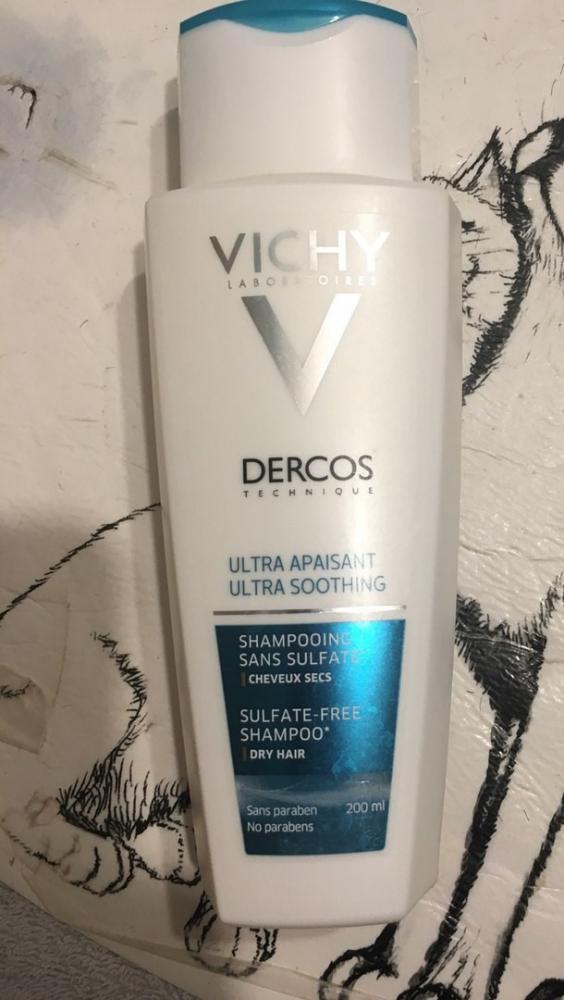 VICHY
LABORATOIRES
DERCOS
TECHNIQUE
ULTRA APAISANT
ULTRA SOOTHING
SHAMPOOING
SANS SULFATE*
CHEVEUX SECS
SULFATE-FREE
SHAMPOO*
DRY HAIR
Sans paraben 200 ml
No parabens